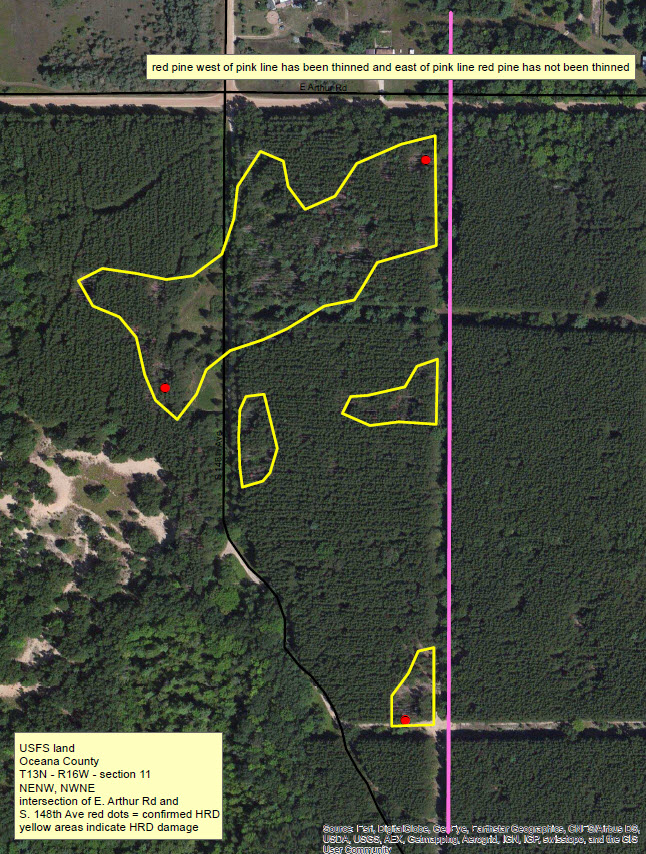 red pine west of pink line has been thinned and east of pink line red pine has not been thinned
E Arthur Rd
USFS land
Oceana County
T13N - R16W - section 11
NENW, NWNE
intersection of E. Arthur Rd and
S. 148th Ave red dots = confirmed HRD
yellow areas indicate HRD damage
Source: Esri, DigitalGlobe, GeoEye, Earthstar Geographics, CNES/Airbus DS,
USDA, USGS, AEX, Getmapping, Aerogrid, IGN, IGP, swisstopo, and the GIS
User Community